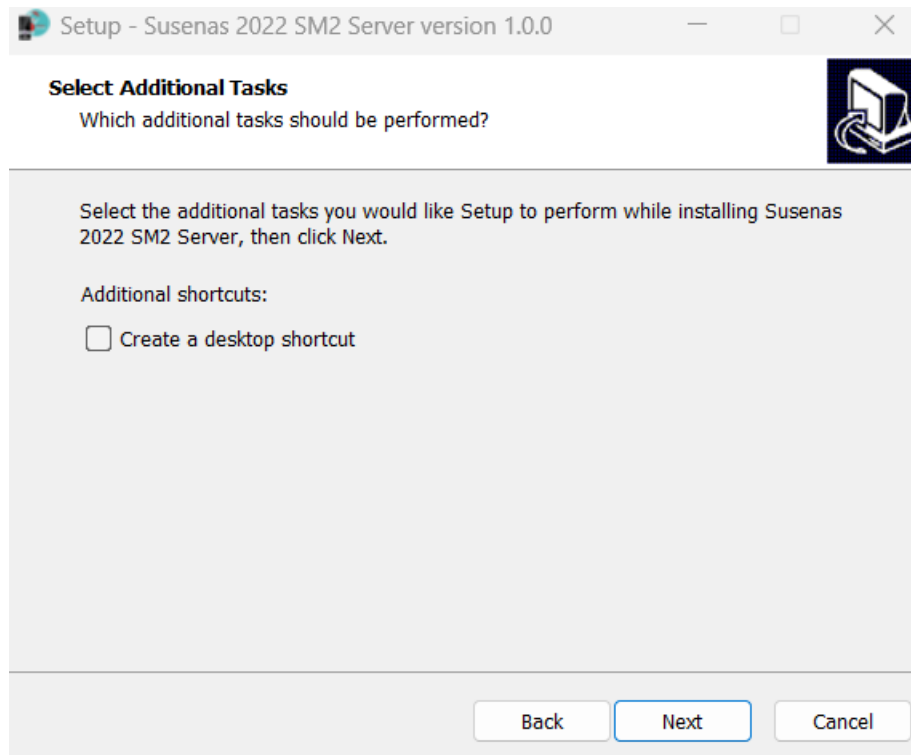 Setup - Susenas 2022 SM2 Server version 1.0.0
Select Additional Tasks
Which additional tasks should be performed?
Select the additional tasks you would like Setup to perform while installing Susenas
2022 SM2 Server, then click Next.
Additional shortcuts:
Create a desktop shortcut
Back Next Cancel